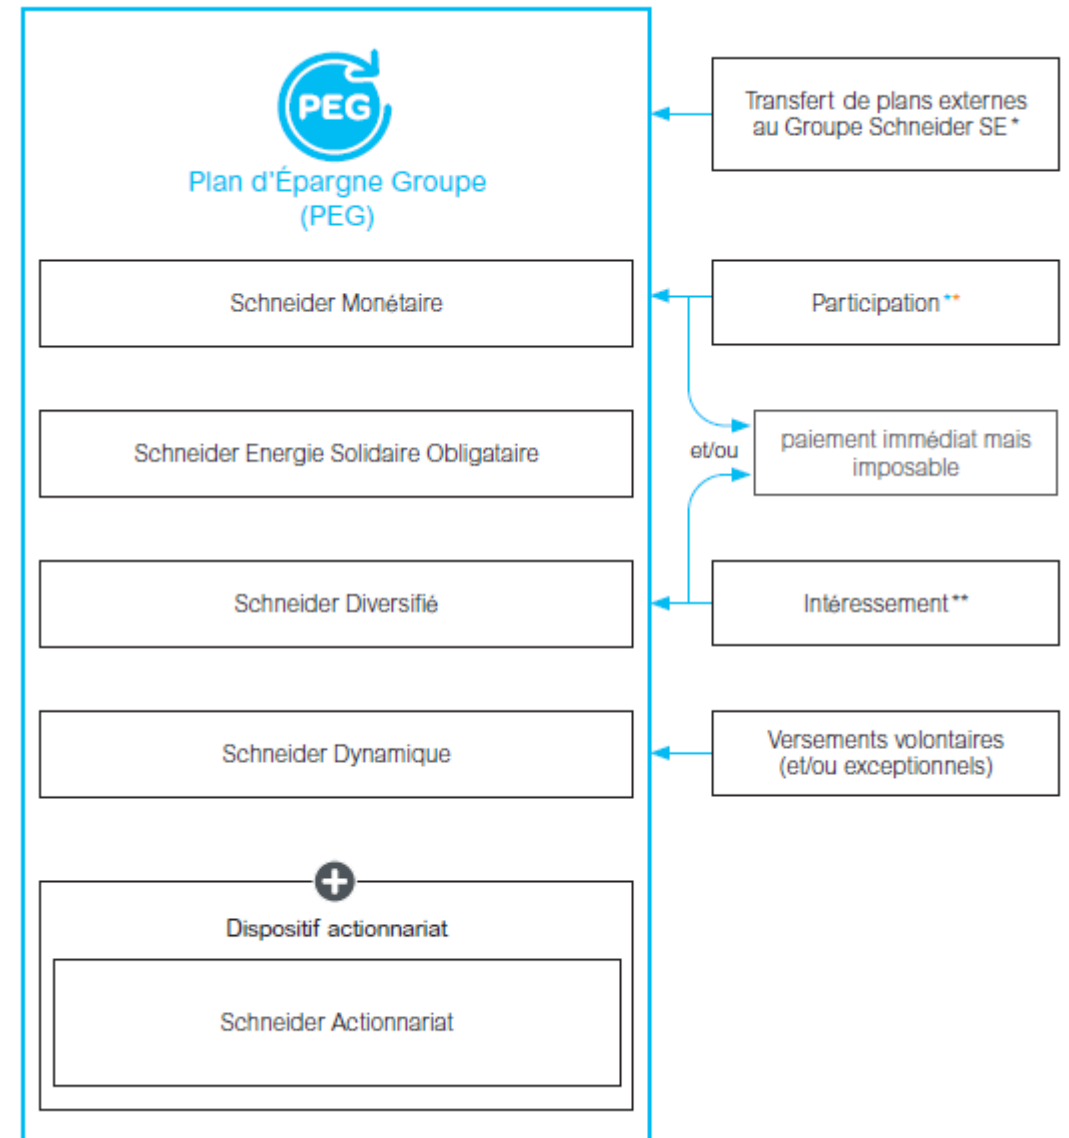 PEG
Plan d'Épargne Groupe
(PEG)
Transfert de plans externes
au Groupe Schneider SE*
Schneider Monétaire
Participation**
Schneider Energie Solidaire Obligataire
et/ou
paiement immédiat mais
imposable
Schneider Diversifié
Intéressement**
Schneider Dynamique
Versements volontaires
(et/ou exceptionnels)
Dispositif actionnariat
Schneider Actionnariat